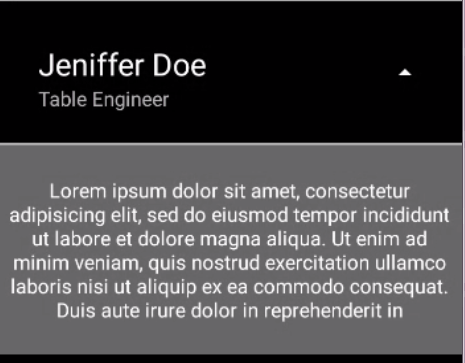 Jeniffer Doe
Table Engineer
Lorem ipsum dolor sit amet, consectetur
adipisicing elit, sed do eiusmod tempor incididunt
ut labore et dolore magna aliqua. Ut enim ad
minim veniam, quis nostrud exercitation ullamco
laboris nisi ut aliquip ex ea commodo consequat.
Duis aute irure dolor in reprehenderit in